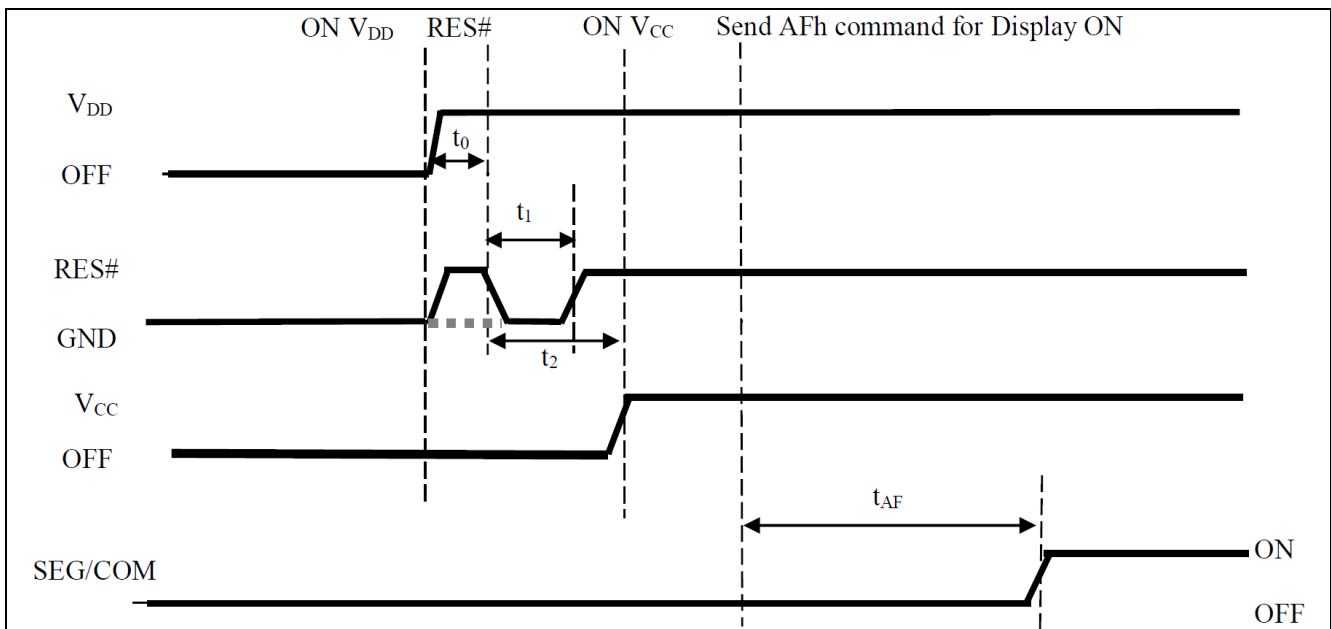 ON VDD RES# ON VCC Send AFh command for Display ON
VDD
t0
OFF
t1
RES#
GND
t2
VCC
OFF
tAF
ON
SEG/COM
OFF